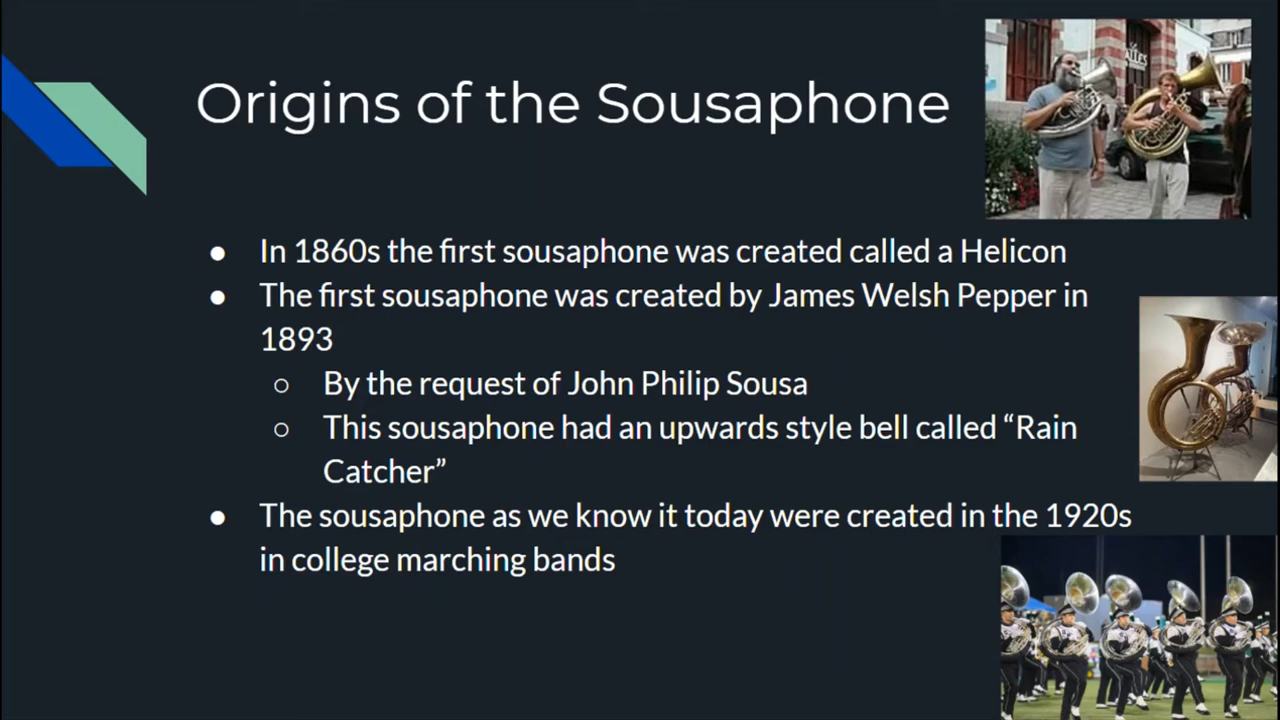 Origins of the Sousaphone
● In 1860s the first sousaphone was created called a Helicon
● The first sousaphone was created by James Welsh Pepper in
1893
○ By the request of John Philip Sousa
○ This sousaphone had an upwards style bell called “Rain
Catcher”
● The sousaphone as we know it today were created in the 1920s
in college marching bands